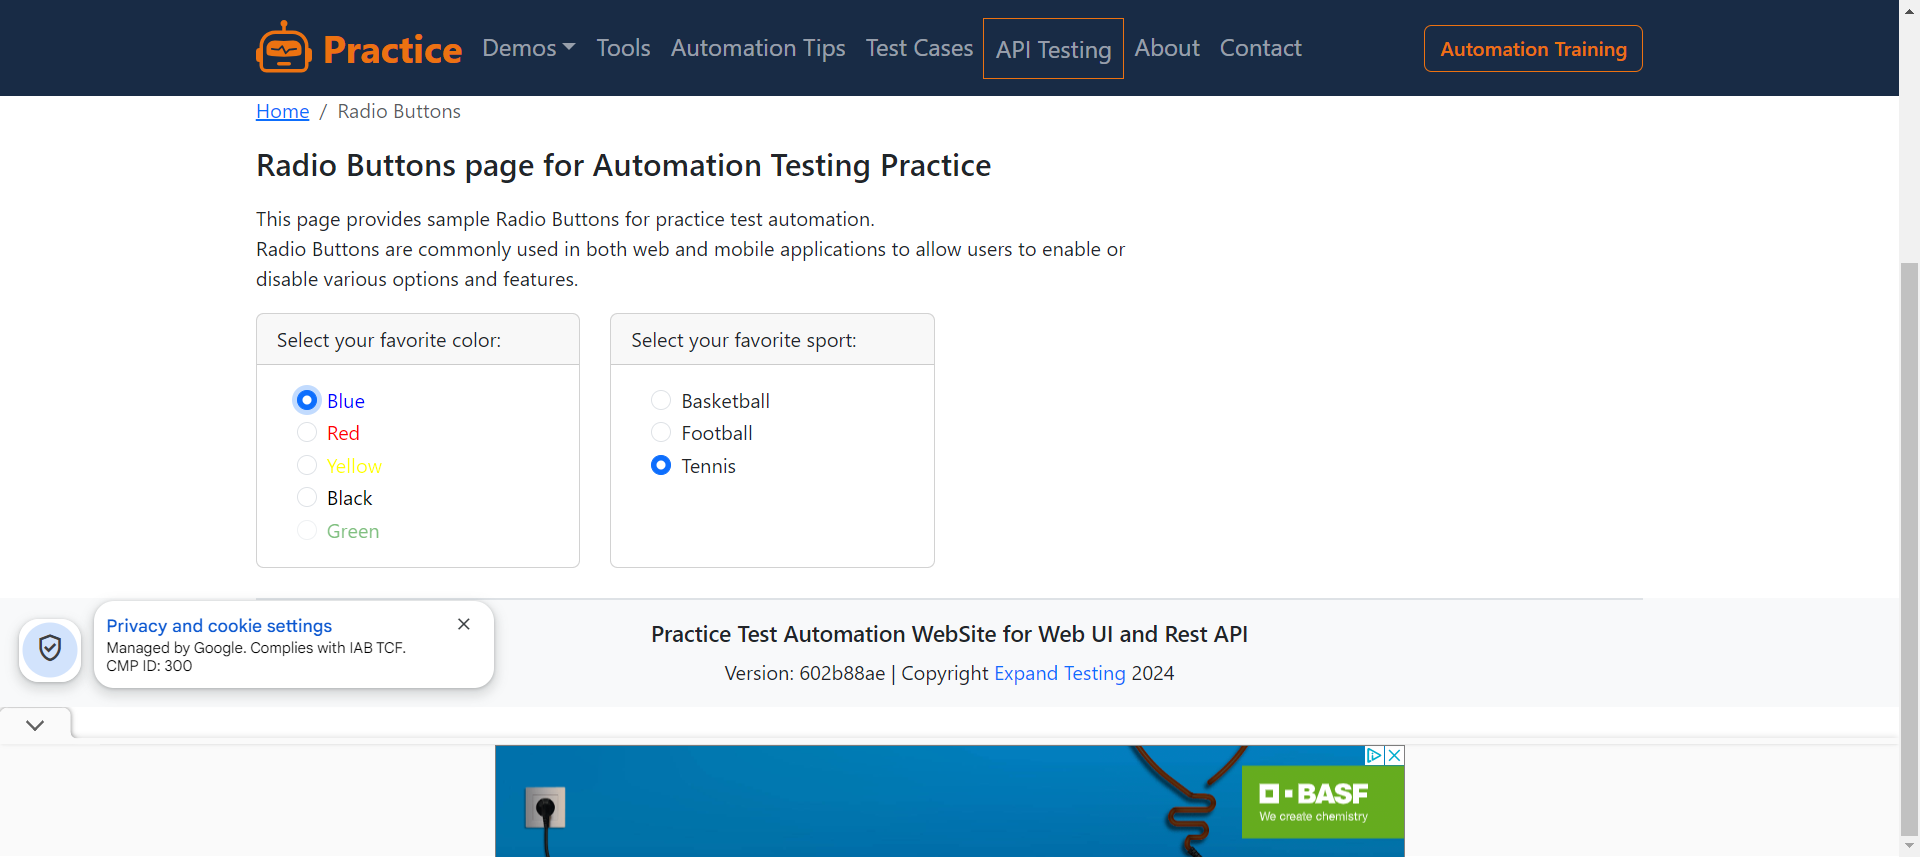 Practice Demos Tools Automation Tips Test Cases API Testing About Contact Automation Training
Home / Radio Buttons
Radio Buttons page for Automation Testing Practice
This page provides sample Radio Buttons for practice test automation.
Radio Buttons are commonly used in both web and mobile applications to allow users to enable or
disable various options and features.
Select your favorite color:
Blue
Red
Yellow
Black
Green
Select your favorite sport:
Basketball
Football
Tennis
Privacy and cookie settings
Managed by Google. Complies with IAB TCF.
CMP ID: 300
Practice Test Automation WebSite for Web UI and Rest API
Version: 602b88ae | Copyright Expand Testing 2024
BASF
We create chemistry